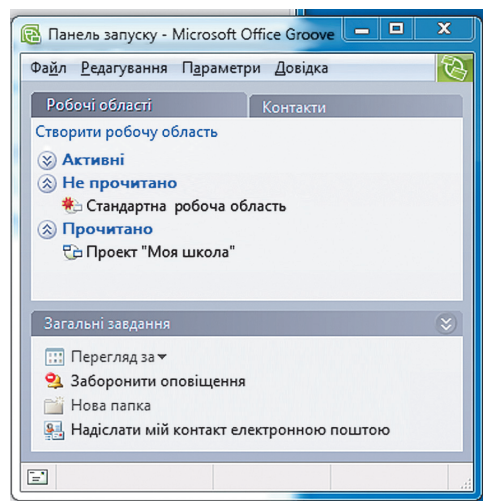 Панель запуску - Microsoft Office Groove
Файл Редагування Параметри Довідка
Робочі області Контакти
Створити робочу область
Активні
Не прочитано
Стандартна робоча область
Прочитано
Проект "Моя школа"
Загальні завдання
Перегляд за
Заборонити оповіщення
Нова папка
Надіслати мій контакт електронною поштою